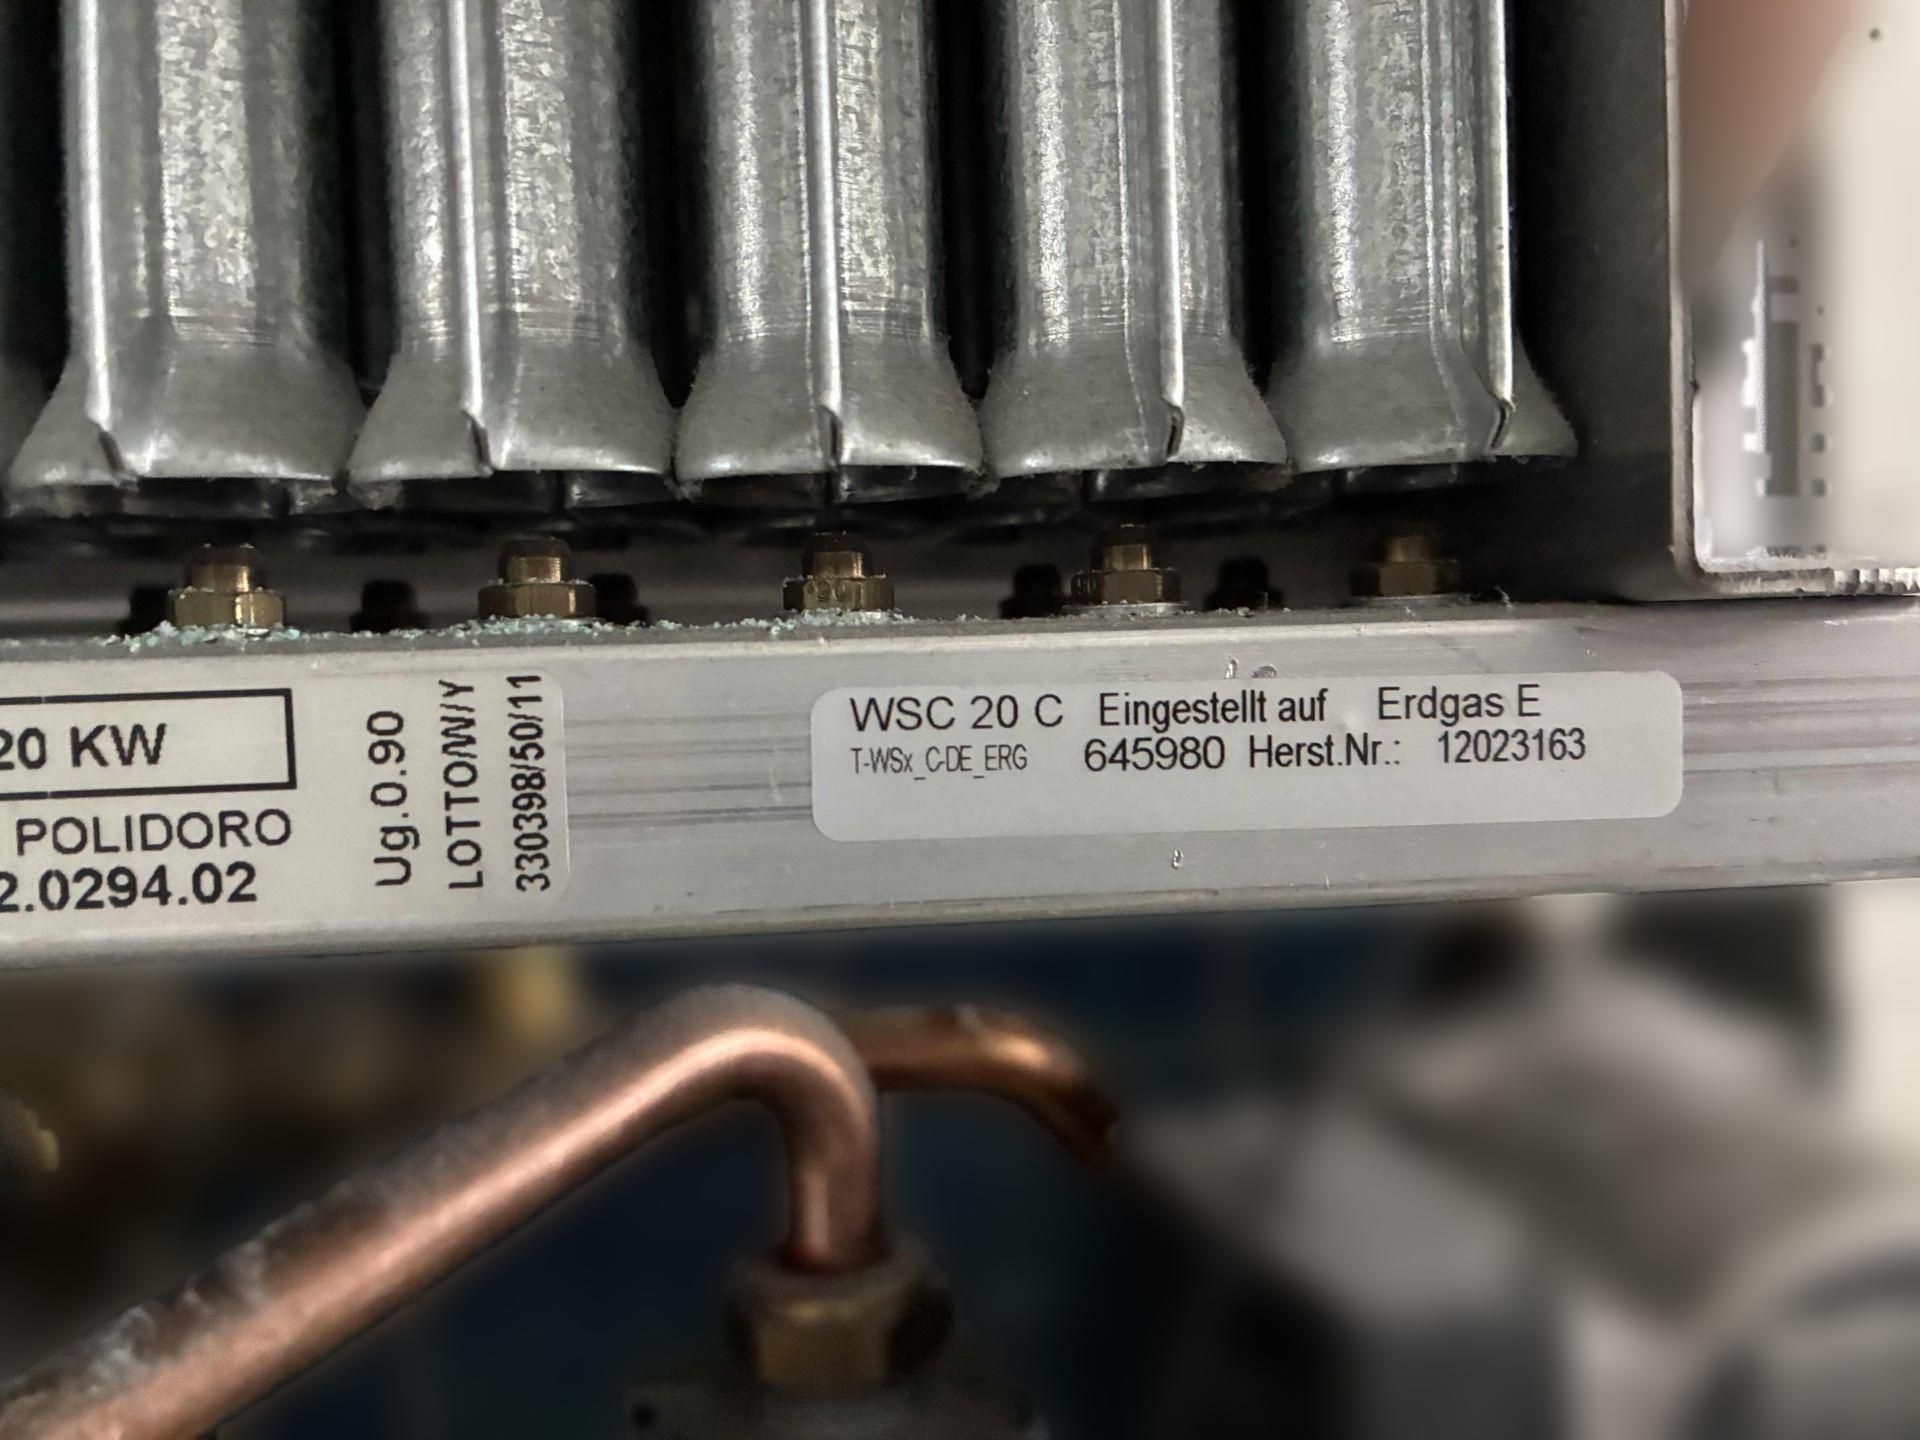 20 KW
POLIDORO
2.0294.02
Ug.0.90
LOTTO/W/Y
3303398/50/11
WSC 20 C Eingestellt auf Erdgas E
T-WSx_C-DE_ERG 645980 Herst.Nr.: 12023163